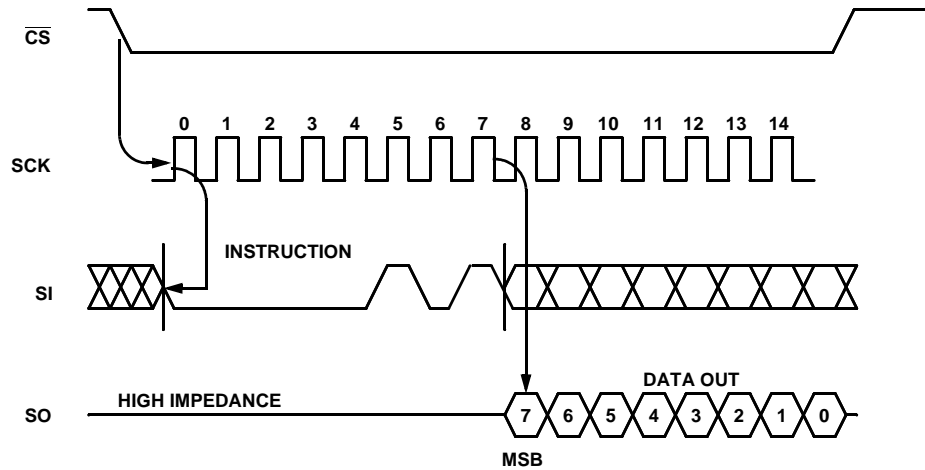 CS
0 1 2 3 4 5 6 7 8 9 10 11 12 13 14
SCK
INSTRUCTION
SI
DATA OUT
HIGH IMPEDANCE
SO
7 6 5 4 3 2 1 0
MSB